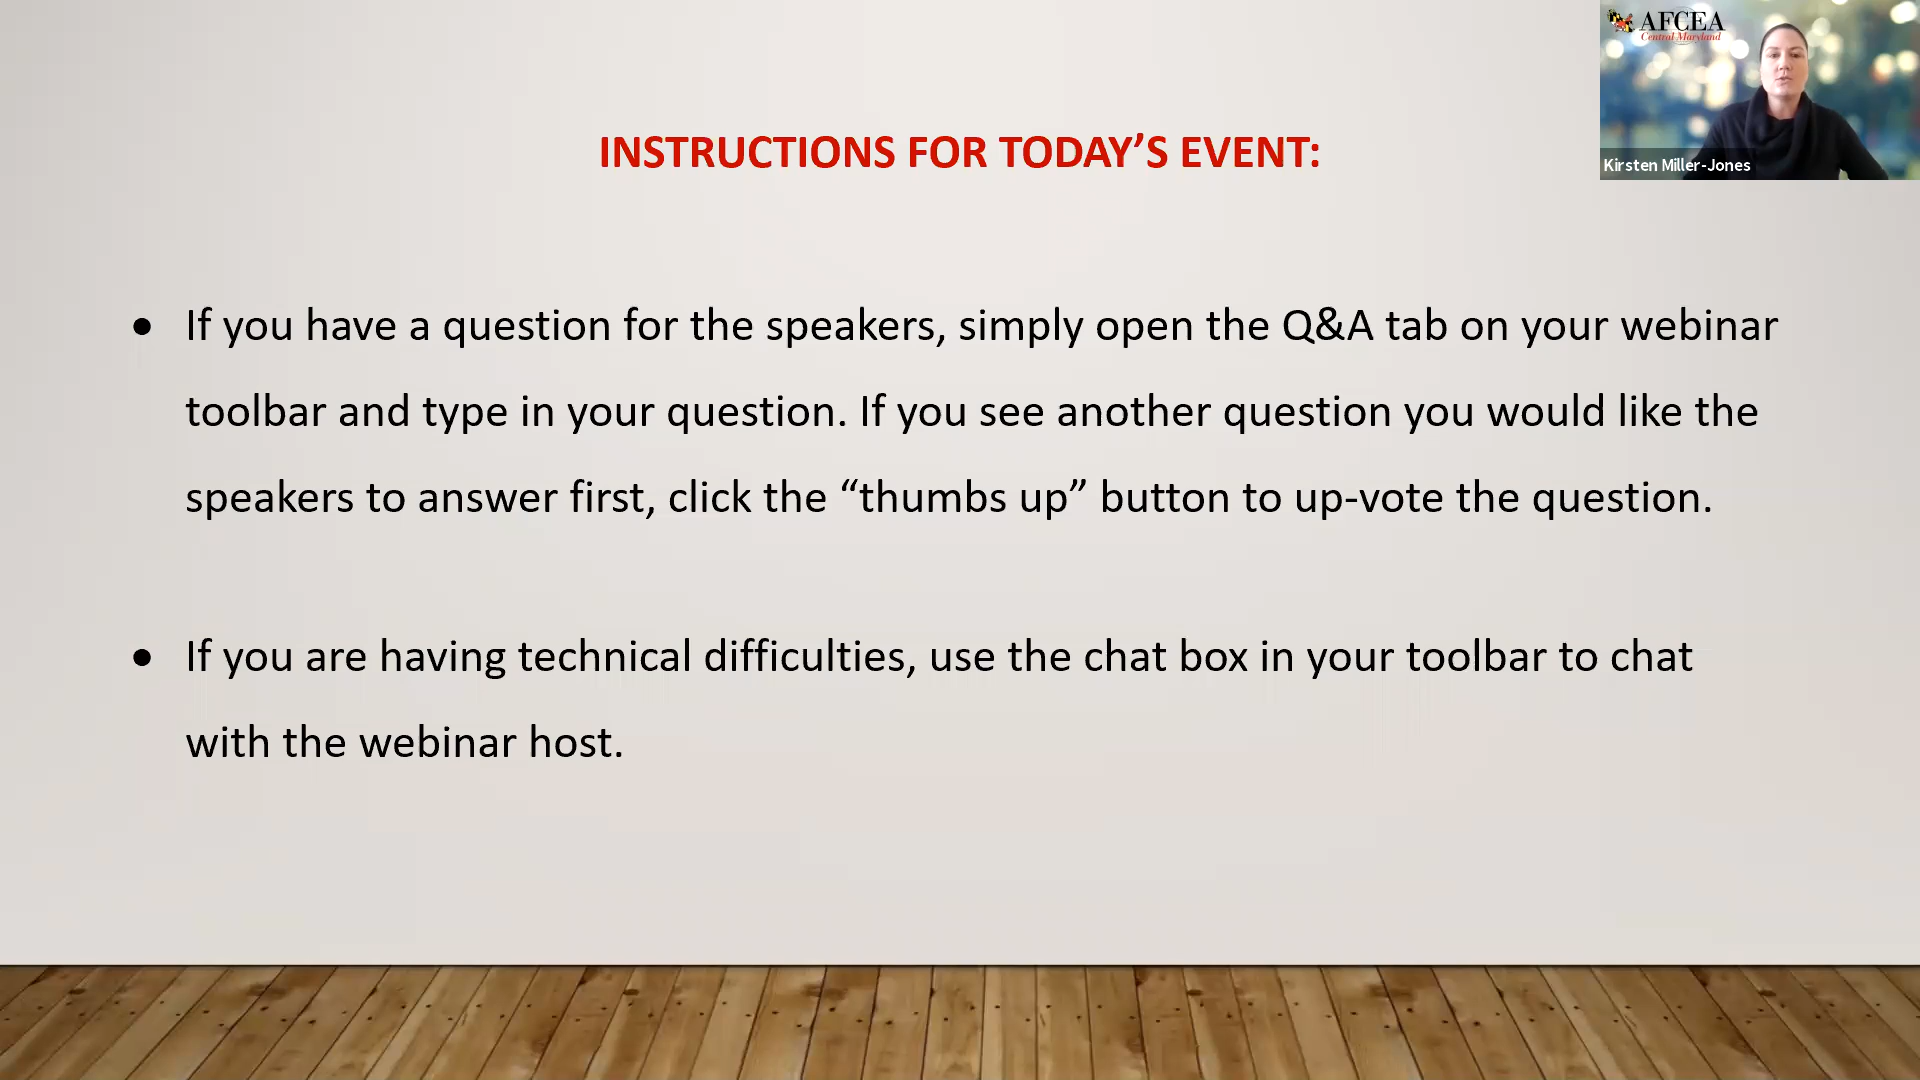 AFCEA
Central Maryland
Kirsten Miller-Jones
INSTRUCTIONS FOR TODAY’S EVENT:
● If you have a question for the speakers, simply open the Q&A tab on your webinar
toolbar and type in your question. If you see another question you would like the
speakers to answer first, click the “thumbs up” button to up-vote the question.
● If you are having technical difficulties, use the chat box in your toolbar to chat
with the webinar host.